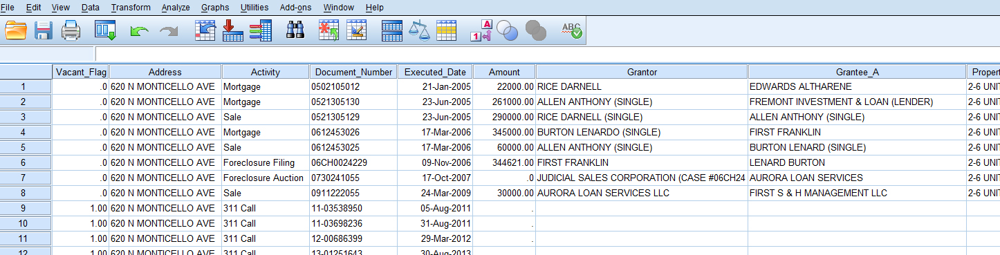 File Edit View Data Transform Analyze Graphs Utilities Add-ons Window Help
A
1
ABC
Vacant_Flag Address Activity Document_Number Executed_Date Amount Grantor Grantee_A Propert
1 .0 620 N MONTICELLO AVE Mortgage 0502105012 21-Jan-2005 22000.00 RICE DARNELL EDWARDS ALTHARENE 2-6 UNI
2 .0 620 N MONTICELLO AVE Mortgage 0521305130 23-Jun-2005 261000.00 ALLEN ANTHONY (SINGLE) FREMONT INVESTMENT & LOAN (LENDER) 2-6 UNI
3 .0 620 N MONTICELLO AVE Sale 0521305129 23-Jun-2005 290000.00 RICE DARNELL (SINGLE) ALLEN ANTHONY (SINGLE) 2-6 UNI
4 .0 620 N MONTICELLO AVE Mortgage 0612453026 17-Mar-2006 345000.00 BURTON LENARDO (SINGLE) FIRST FRANKLIN 2-6 UNI
5 .0 620 N MONTICELLO AVE Sale 0612453025 17-Mar-2006 60000.00 ALLEN ANTHONY (SINGLE) BURTON LENARD (SINGLE) 2-6 UNI
6 .0 620 N MONTICELLO AVE Foreclosure Filing 06CH0024229 09-Nov-2006 344621.00 FIRST FRANKLIN LENARD BURTON 2-6 UNI
7 .0 620 N MONTICELLO AVE Foreclosure Auction 0730241055 17-Oct-2007 .0 JUDICIAL SALES CORPORATION (CASE #06CH24 AURORA LOAN SERVICES 2-6 UNI
8 .0 620 N MONTICELLO AVE Sale 0911222055 24-Mar-2009 30000.00 AURORA LOAN SERVICES LLC FIRST S & H MANAGEMENT LLC 2-6 UNI
9 1.00 620 N MONTICELLO AVE 311 Call 11-03538950 05-Aug-2011 .
10 1.00 620 N MONTICELLO AVE 311 Call 11-03698236 31-Aug-2011 .
11 1.00 620 N MONTICELLO AVE 311 Call 12-00686399 29-Mar-2012 .
12 1.00 620 N MONTICELLO AVE 311 Call 13-01251643 30-Aug-2013